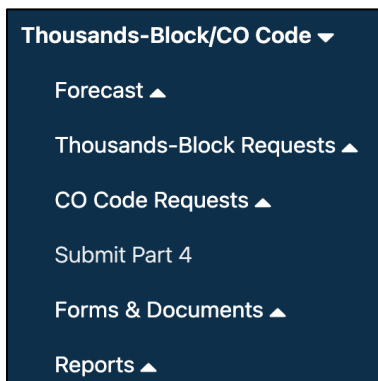 Thousands-Block/CO Code
Forecast
Thousands-Block Requests
CO Code Requests
Submit Part 4
Forms & Documents
Reports